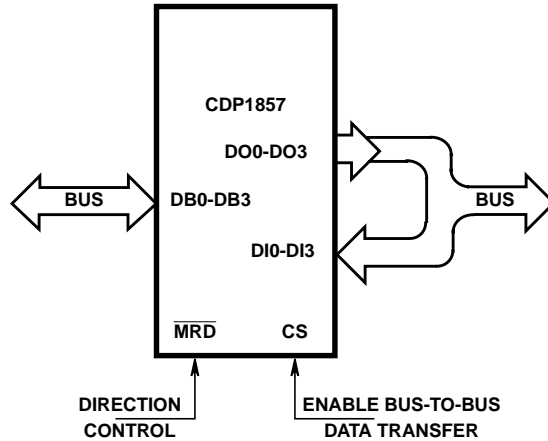 CDP1857
DO0-DO3
BUS
DB0-DB3
BUS
DI0-DI3
MRD
CS
DIRECTION
CONTROL
ENABLE BUS-TO-BUS
DATA TRANSFER